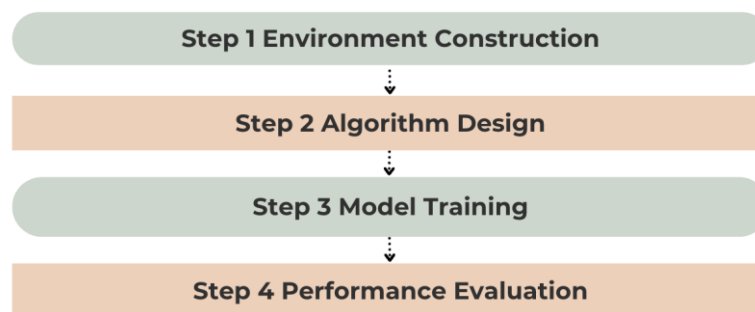 Step 1 Environment Construction
Step 2 Algorithm Design
Step 3 Model Training
Step 4 Performance Evaluation